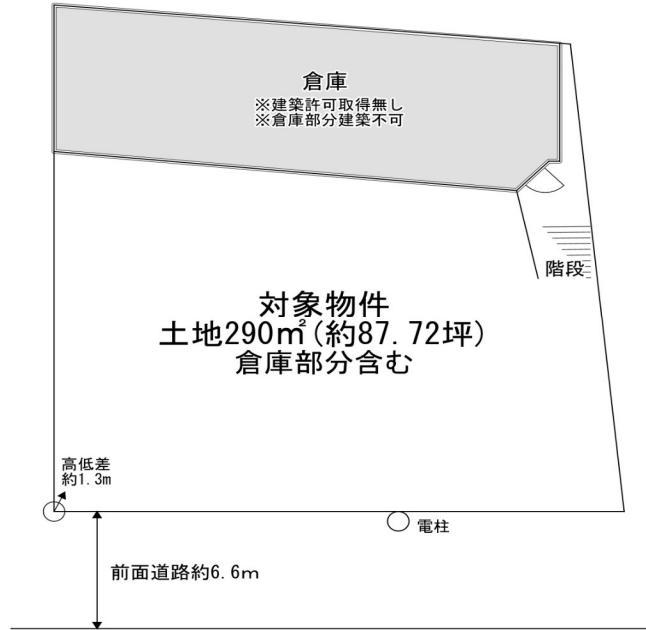 倉庫
※建築許可取得無し
※倉庫部分建築不可
階段
対象物件
土地290㎡(約87.72坪)
倉庫部分含む
高低差
約1.3m
電柱
前面道路約6.6m